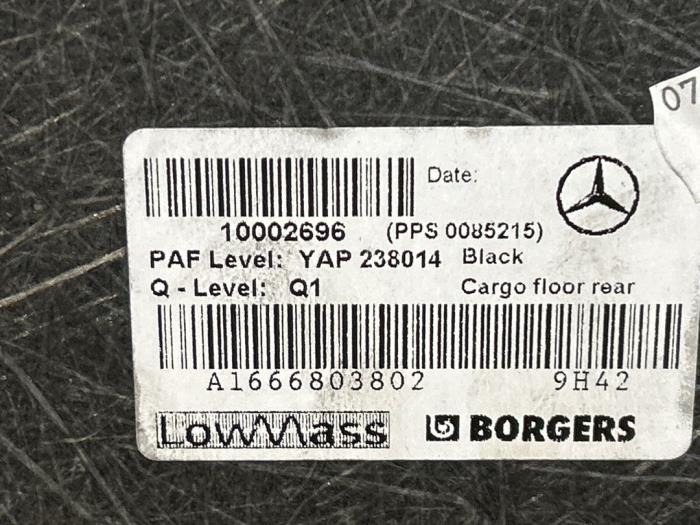 07
Date:
10002696 (PPS 0085215)
PAF Level: YAP 238014 Black
Q - Level: Q1 Cargo floor rear
A1666803802 9H42
LowMass BORGERS